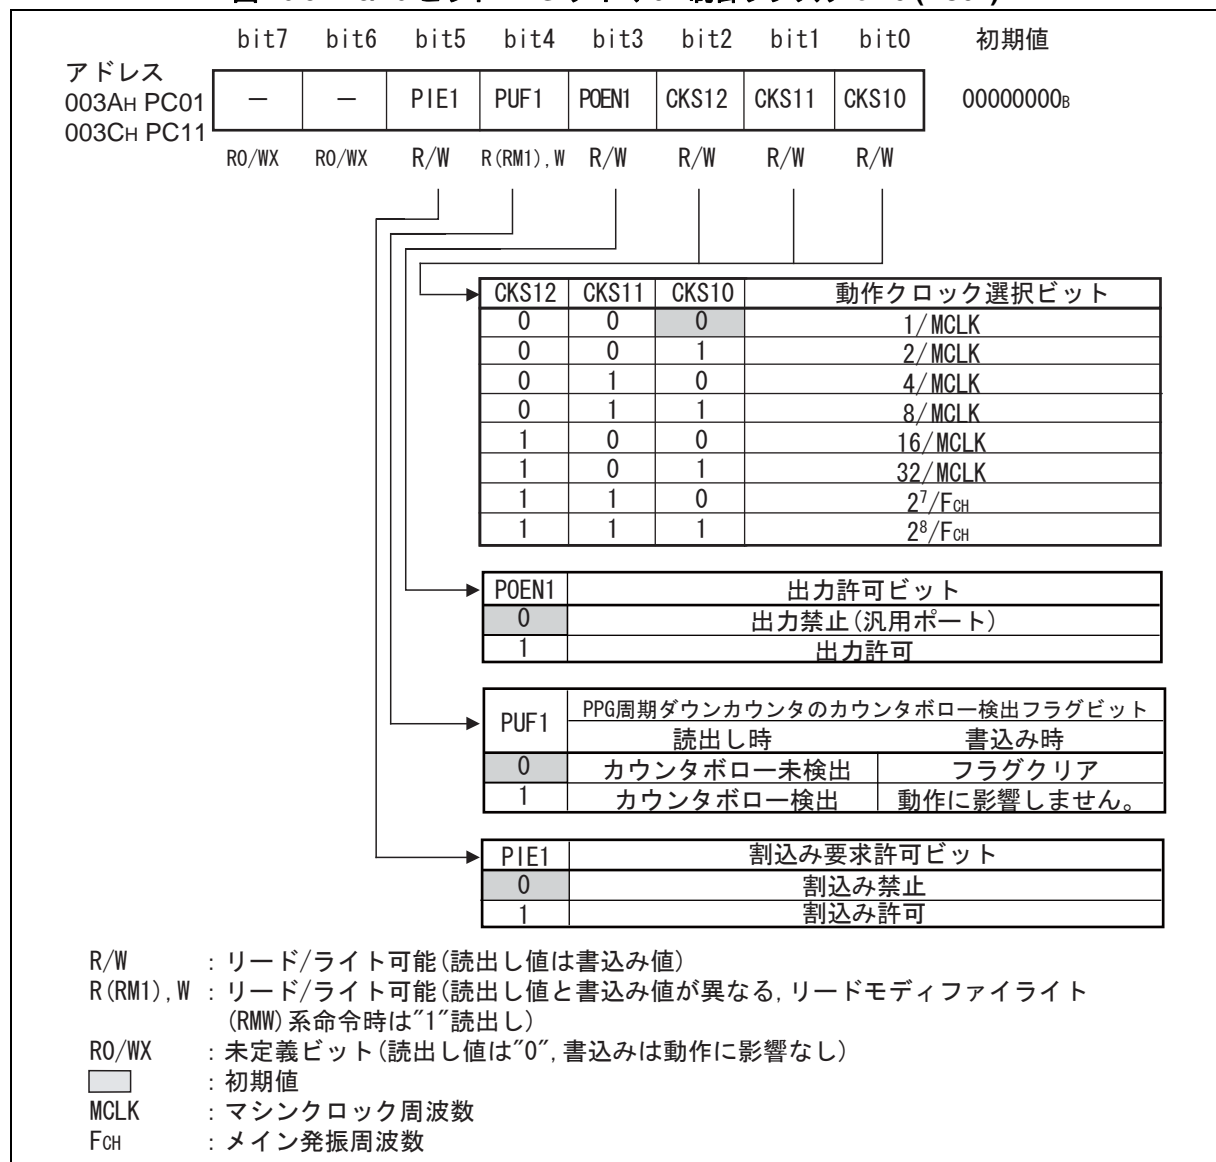 bit7 bit6 bit5 bit4 bit3 bit2 bit1 bit0 初期値
アドレス
003AH PC01 － － PIE1 PUF1 POEN1 CKS12 CKS11 CKS10 00000000B
003CH PC11
R0/WX R0/WX R/W R(RM1),W R/W R/W R/W R/W
CKS12 CKS11 CKS10 動作クロック選択ビット
0 0 0 1/MCLK
0 0 1 2/MCLK
0 1 0 4/MCLK
0 1 1 8/MCLK
1 0 0 16/MCLK
1 0 1 32/MCLK
1 1 0 2⁷/FCH
1 1 1 2⁸/FCH
POEN1 出力許可ビット
0 出力禁止(汎用ポート)
1 出力許可
PUF1 PPG周期ダウンカウンタのカウンタボロー検出フラグビット
読出し時 書込み時
0 カウンタボロー未検出 フラグクリア
1 カウンタボロー検出 動作に影響しません。
PIE1 割込み要求許可ビット
0 割込み禁止
1 割込み許可
R/W : リード/ライト可能(読出し値は書込み値)
R(RM1),W : リード/ライト可能(読出し値と書込み値が異なる,リードモディファイライト
(RMW)系命令時は"1"読出し)
R0/WX : 未定義ビット(読出し値は"0",書込みは動作に影響なし)
: 初期値
MCLK : マシンクロック周波数
FCH : メイン発振周波数